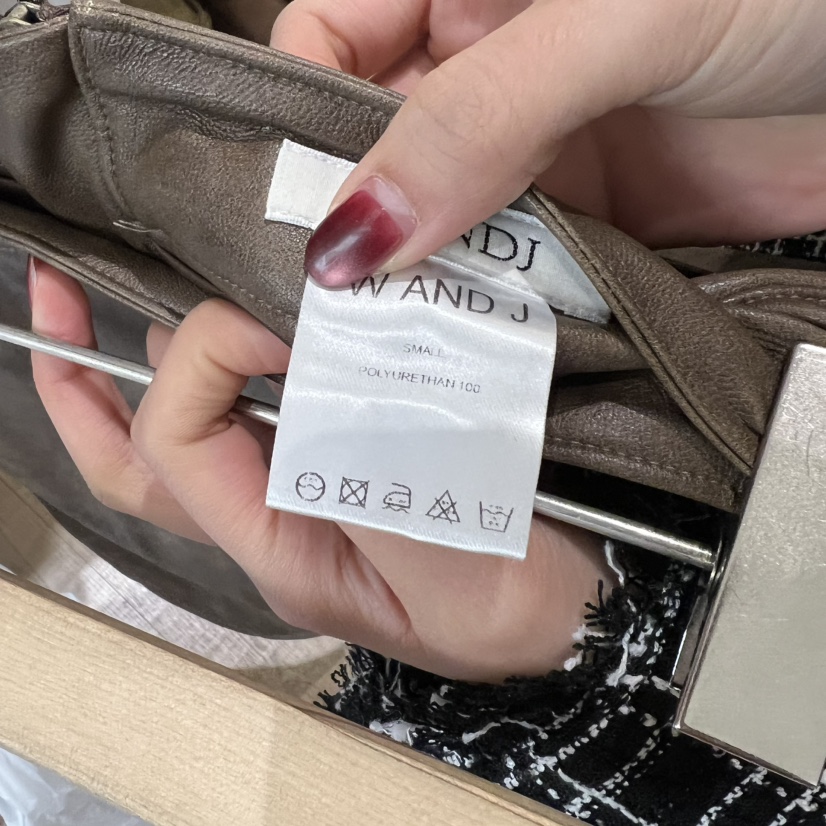 NDJ
W AND J
SMALL
POLYURETHAN 100